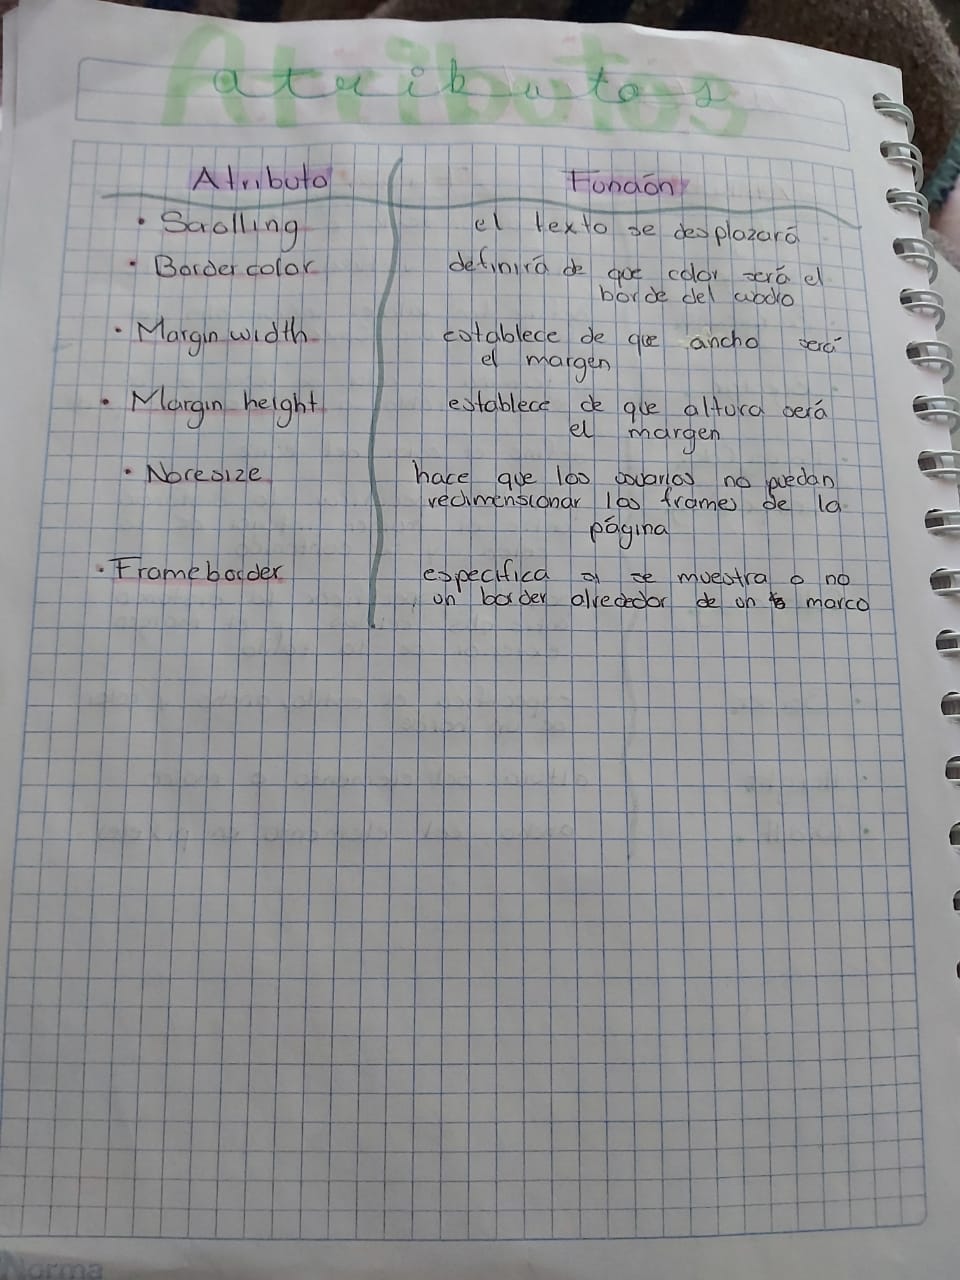 Atributos
atributos
Atributo Función
• Scrolling el texto se desplazará
• Border color definirá de que color será el
borde del
• Margin width establece de que ancho será
el margen
• Margin height establece de que altura será
el margen
• Noresize hace que los usuarios no puedan
redimensionar los frames de la
página
• Frameborder especifica si se muestra o no
un border alrededor de un marco
Norma